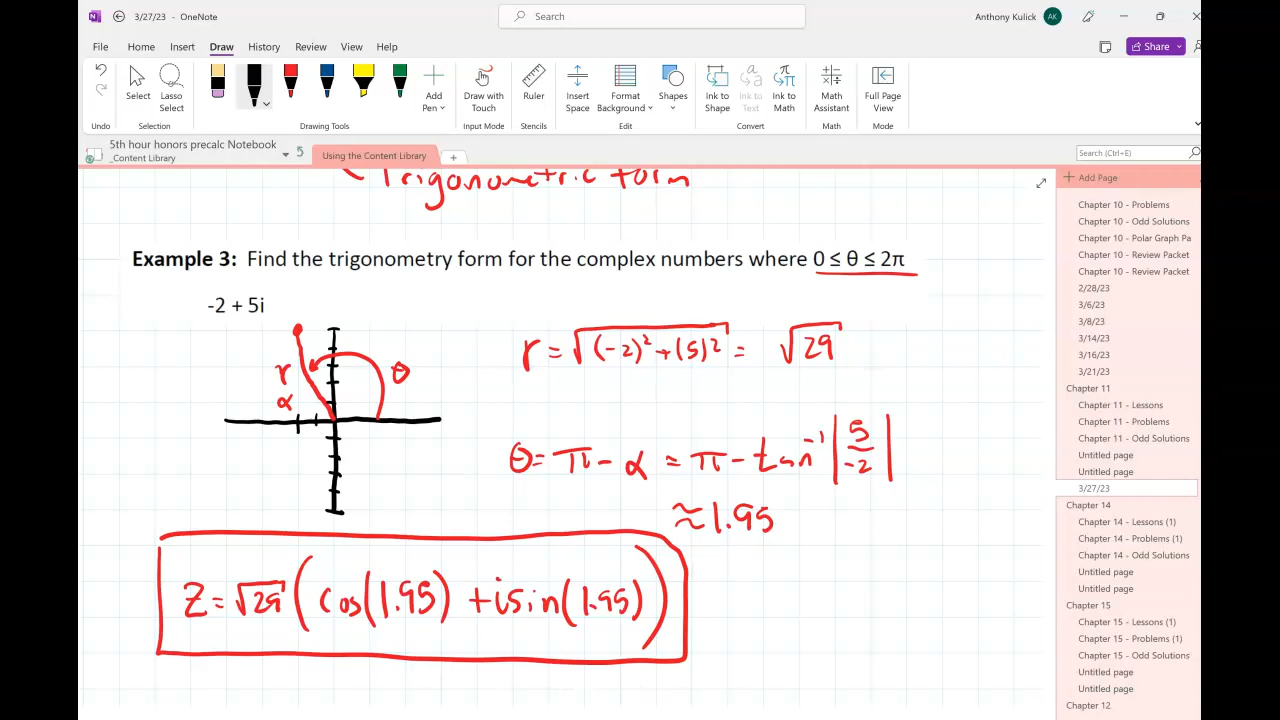 3/27/23 - OneNote
Search
Anthony Kulick
AK
File Home Insert Draw History Review View Help
Share
Undo
Select
Lasso Select
Add Pen
Draw with Touch
Ruler
Insert Space
Format Background
Shapes
Ink to Shape
Ink to Text
Ink to Math
Math Assistant
Full Page View
Undo Selection Drawing Tools Input Mode Stencils Edit Convert Math Mode
5th hour honors precalc Notebook
_Content Library
Using the Content Library
Search (Ctrl+E)
Trigonometric form
Example 3: Find the trigonometry form for the complex numbers where 0 ≤ θ ≤ 2π
-2 + 5i
r
α
θ
r = √((-2)² + (5)²) = √29
θ = π - α = π - tan⁻¹ |5/-2|
≈ 1.95
Z = √29 (cos(1.95) + i sin(1.95))
Add Page
Chapter 10 - Problems
Chapter 10 - Odd Solutions
Chapter 10 - Polar Graph Pa
Chapter 10 - Review Packet
Chapter 10 - Review Packet
2/28/23
3/6/23
3/8/23
3/14/23
3/16/23
3/21/23
Chapter 11
Chapter 11 - Lessons
Chapter 11 - Problems
Chapter 11 - Odd Solutions
Untitled page
Untitled page
3/27/23
Chapter 14
Chapter 14 - Lessons (1)
Chapter 14 - Problems (1)
Chapter 14 - Odd Solutions
Untitled page
Untitled page
Chapter 15
Chapter 15 - Lessons (1)
Chapter 15 - Problems (1)
Chapter 15 - Odd Solutions
Untitled page
Untitled page
Chapter 12